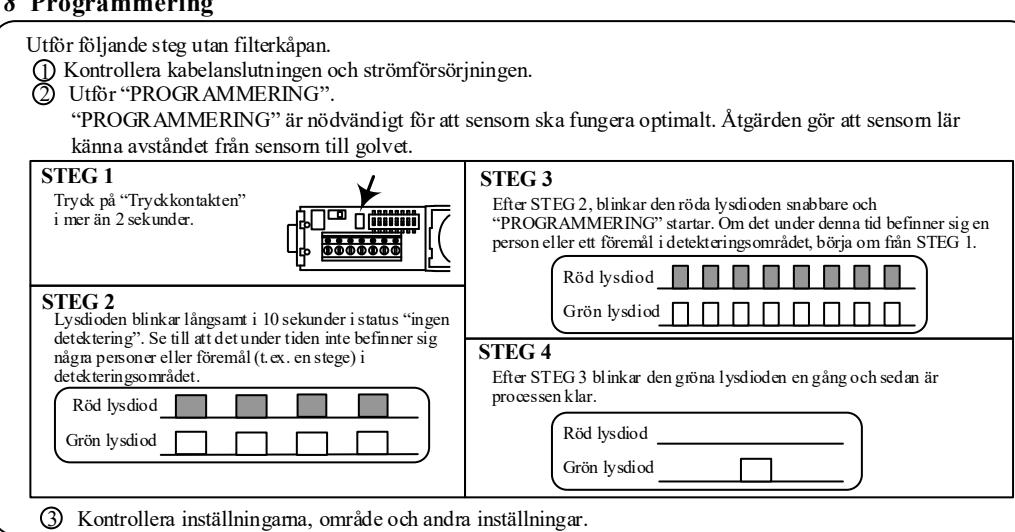 8 Programmering
Utför följande steg utan filterkåpan.
① Kontrollera kabelanslutningen och strömförsörjningen.
② Utför “PROGRAMMERING”.
“PROGRAMMERING” är nödvändigt för att sensorn ska fungera optimalt. Åtgärden gör att sensorn lär
känna avståndet från sensorn till golvet.
STEG 1
Tryck på “Tryckkontakten”
i mer än 2 sekunder.
STEG 2
Lysdioden blinkar långsamt i 10 sekunder i status “ingen
detektering”. Se till att det under tiden inte befinner sig
några personer eller föremål (t.ex. en stege) i
detekteringsområdet.
Röd lysdiod
Grön lysdiod
STEG 3
Efter STEG 2, blinkar den röda lysdioden snabbare och
“PROGRAMMERING” startar. Om det under denna tid befinner sig en
person eller ett föremål i detekteringsområdet, börja om från STEG 1.
Röd lysdiod
Grön lysdiod
STEG 4
Efter STEG 3 blinkar den gröna lysdioden en gång och sedan är
processen klar.
Röd lysdiod
Grön lysdiod
③ Kontrollera inställningarna, område och andra inställningar.